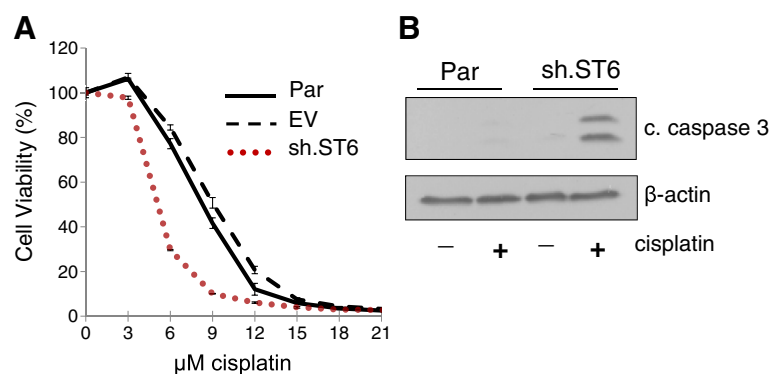 A
120
100
80
60
40
20
0
Cell Viability (%)
0 3 6 9 12 15 18 21
μM cisplatin
Par
EV
sh.ST6
B
Par sh.ST6
c. caspase 3
β-actin
– + – + cisplatin